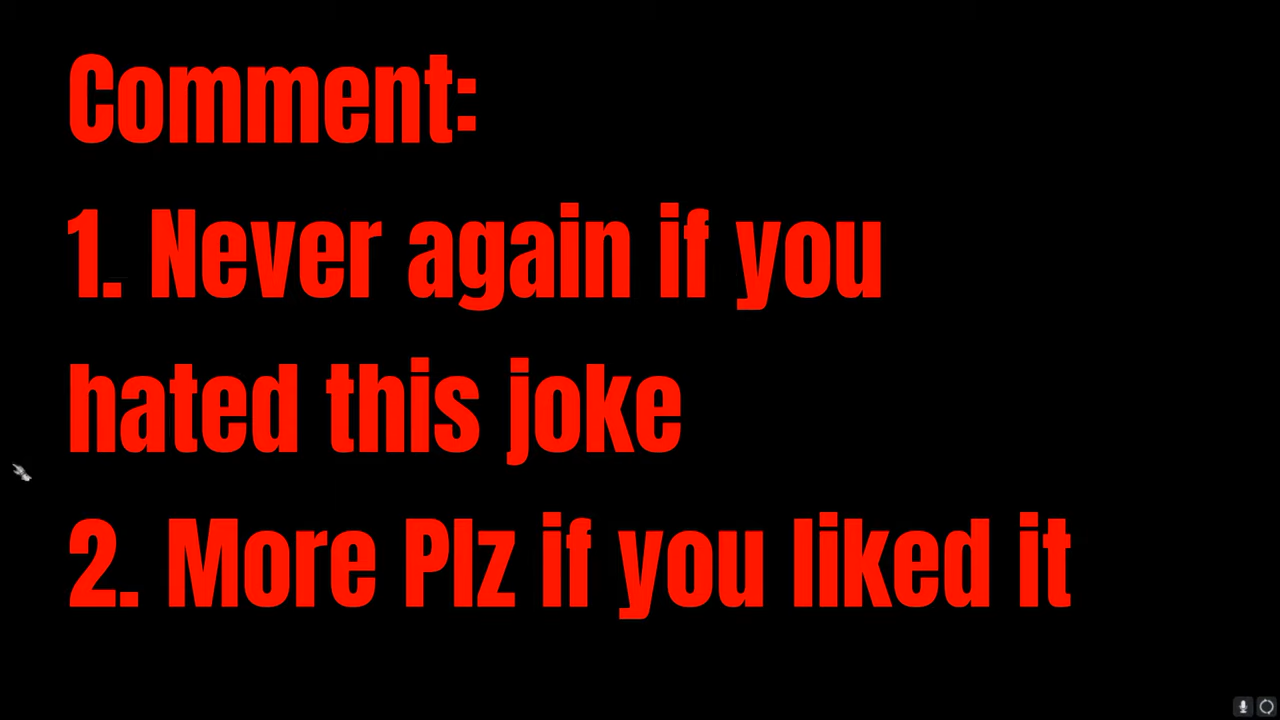 Comment:
1. Never again if you
hated this joke
2. More Plz if you liked it